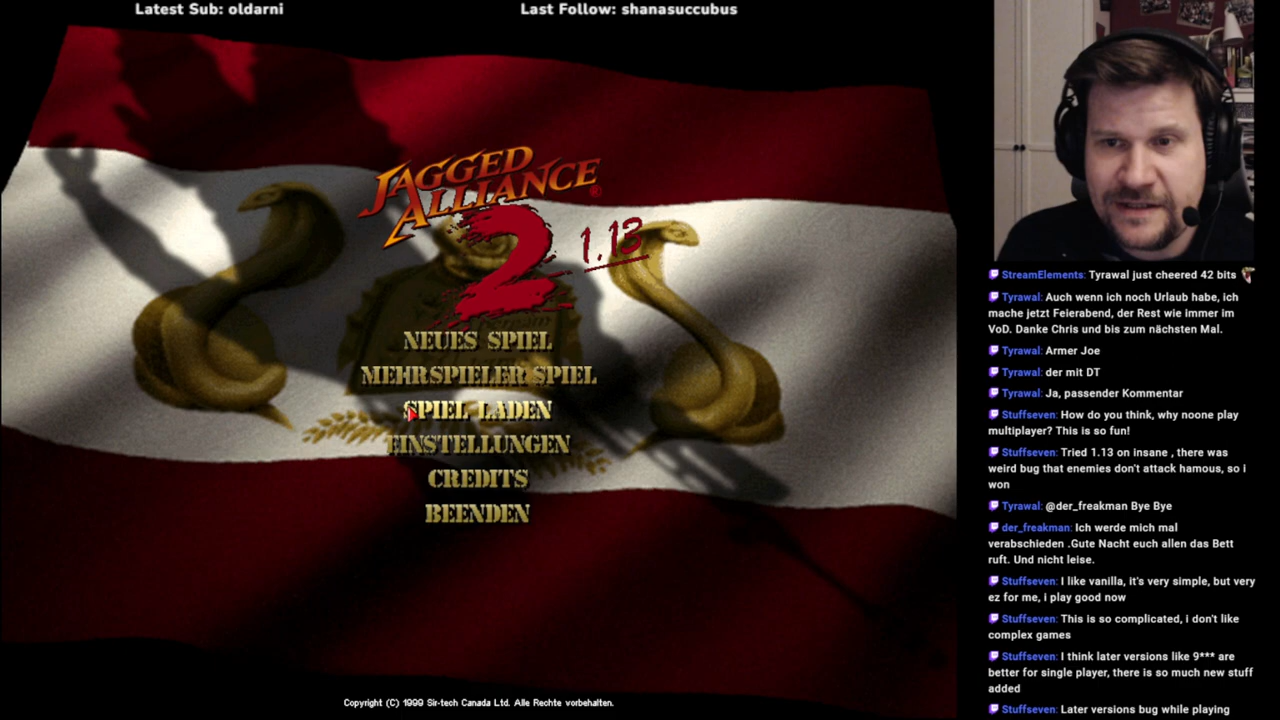 Latest Sub: oldarni
Last Follow: shanasuccubus
JAGGED
ALLIANCE
2
1.13
NEUES SPIEL
MEHRSPIELER SPIEL
SPIEL LADEN
EINSTELLUNGEN
CREDITS
BEENDEN
Copyright (C) 1999 Sir-tech Canada Ltd. Alle Rechte vorbehalten.
StreamElements: Tyrawal just cheered 42 bits
Tyrawal: Auch wenn ich noch Urlaub habe, ich
mache jetzt Feierabend, der Rest wie immer im
VoD. Danke Chris und bis zum nächsten Mal.
Tyrawal: Armer Joe
Tyrawal: der mit DT
Tyrawal: Ja, passender Kommentar
Stuffseven: How do you think, why noone play
multiplayer? This is so fun!
Stuffseven: Tried 1.13 on insane , there was
weird bug that enemies don't attack hamous, so i
won
Tyrawal: @der_freakman Bye Bye
der_freakman: Ich werde mich mal
verabschieden .Gute Nacht euch allen das Bett
ruft. Und nicht leise.
Stuffseven: I like vanilla, it's very simple, but very
ez for me, i play good now
Stuffseven: This is so complicated, i don't like
complex games
Stuffseven: I think later versions like 9*** are
better for single player, there is so much new stuff
added
Stuffseven: Later versions bug while playing